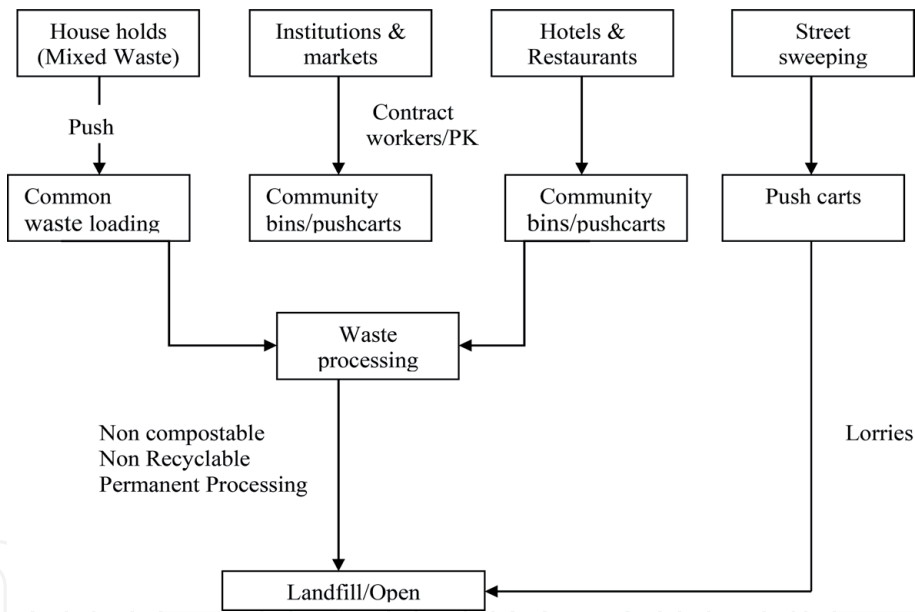 House holds
(Mixed Waste)
Institutions &
markets
Hotels &
Restaurants
Street
sweeping
Push
Contract
workers/PK
Common
waste loading
Community
bins/pushcarts
Community
bins/pushcarts
Push carts
Waste
processing
Non compostable
Non Recyclable
Permanent Processing
Lorries
Landfill/Open